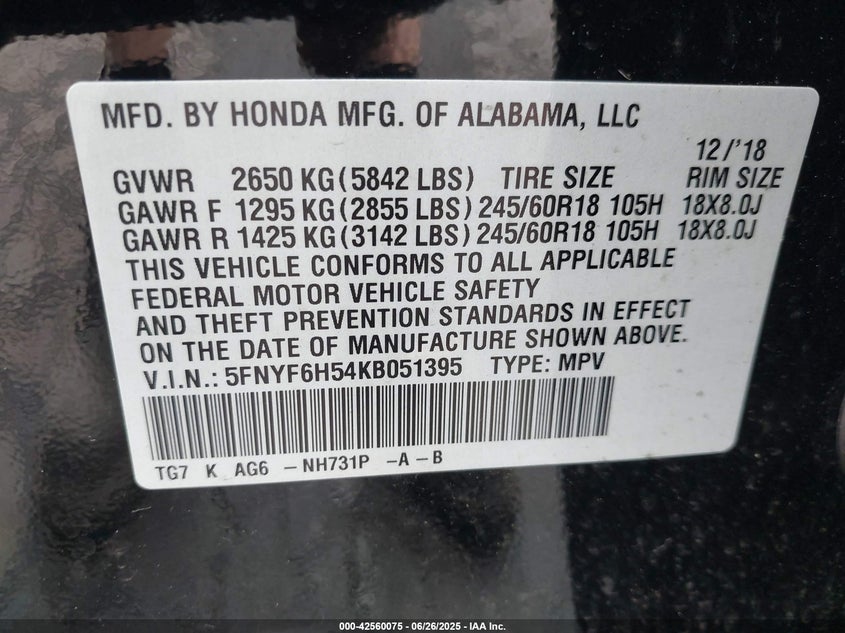 MFD. BY HONDA MFG. OF ALABAMA, LLC
12/'18
GVWR 2650 KG (5842 LBS) TIRE SIZE RIM SIZE
GAWR F 1295 KG (2855 LBS) 245/60R18 105H 18X8.0J
GAWR R 1425 KG (3142 LBS) 245/60R18 105H 18X8.0J
THIS VEHICLE CONFORMS TO ALL APPLICABLE
FEDERAL MOTOR VEHICLE SAFETY
AND THEFT PREVENTION STANDARDS IN EFFECT
ON THE DATE OF MANUFACTURE SHOWN ABOVE.
V.I.N.: 5FNYF6H54KB051395 TYPE: MPV
TG7 K AG6 -NH731P -A -B
000-42560075 - 06/26/2025 - IAA Inc.